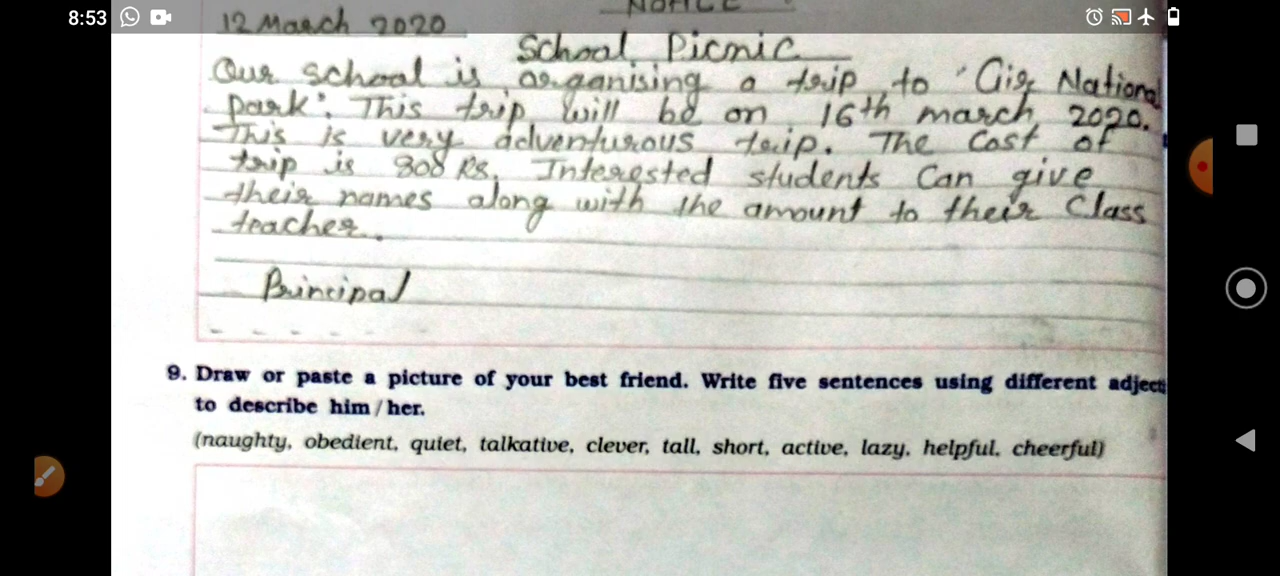 8:53
NOTICE
12 March 2020
School Picnic
Our school is organising a trip to "Gir National
park". This trip will be on 16th march 2020.
This is very adventurous trip. The Cost of
trip is 800 Rs. Interested students Can give
their names along with the amount to their Class
teacher.
Principal
9. Draw or paste a picture of your best friend. Write five sentences using different adject
to describe him/her.
(naughty, obedient, quiet, talkative, clever, tall, short, active, lazy, helpful, cheerful)